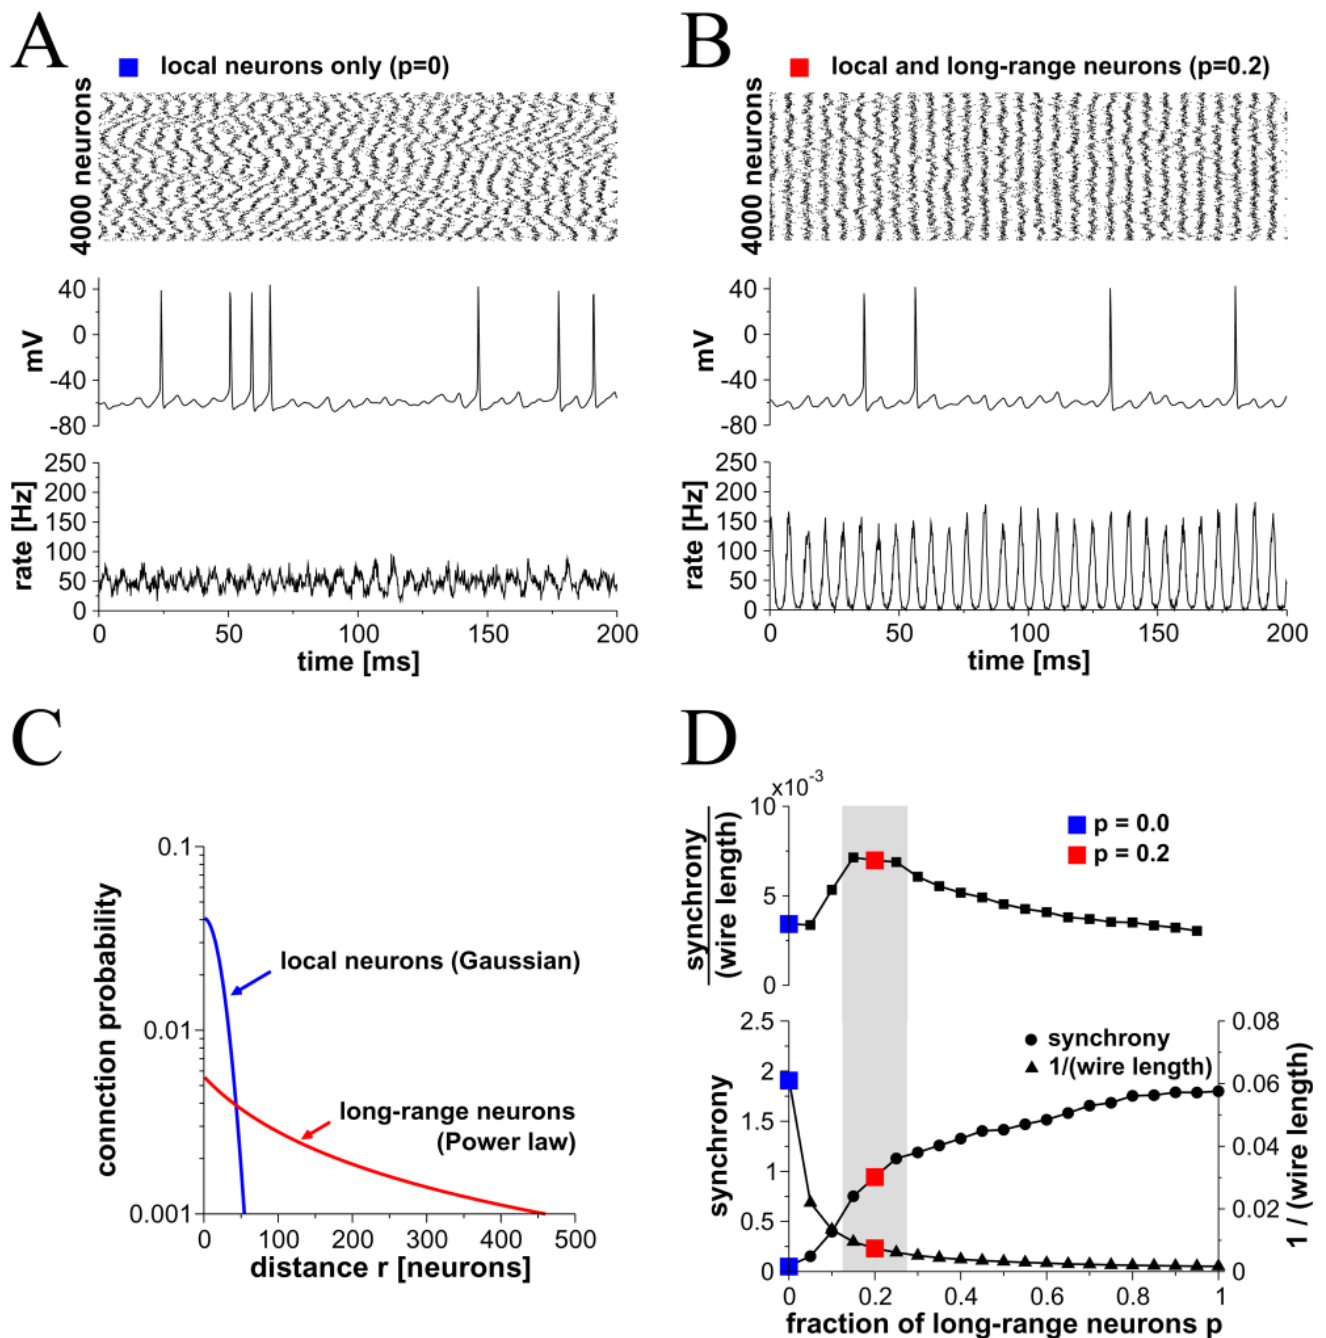 A
local neurons only (p=0)
4000 neurons
40
0
-40
-80
mV
250
200
150
100
50
0
rate [Hz]
0 50 100 150 200
time [ms]
B
local and long-range neurons (p=0.2)
4000 neurons
40
0
-40
-80
mV
250
200
150
100
50
0
rate [Hz]
0 50 100 150 200
time [ms]
C
0.1
0.01
0.001
connction probability
local neurons (Gaussian)
long-range neurons
(Power law)
0 100 200 300 400 500
distance r [neurons]
D
x10-3
10
5
0
synchrony
(wire length)
p = 0.0
p = 0.2
2.5
2
1.5
1
0.5
0
synchrony
synchrony
1/(wire length)
0.08
0.06
0.04
0.02
0
1 / (wire length)
0 0.2 0.4 0.6 0.8 1
fraction of long-range neurons p